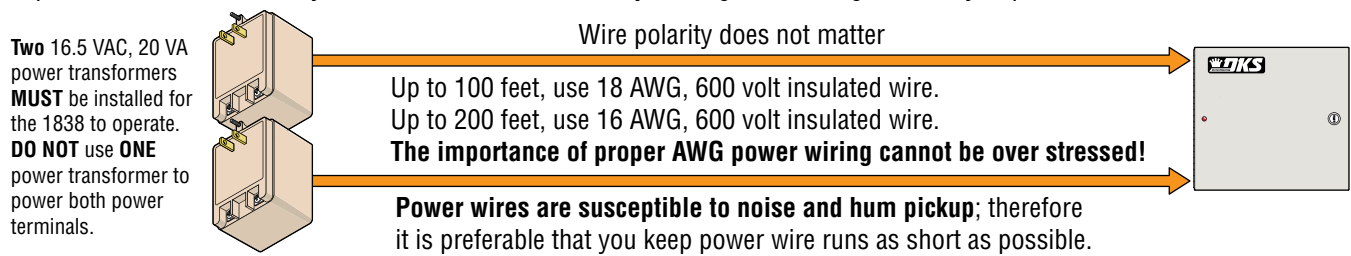 Two 16.5 VAC, 20 VA
power transformers
MUST be installed for
the 1838 to operate.
DO NOT use ONE
power transformer to
power both power
terminals.
Wire polarity does not matter
Up to 100 feet, use 18 AWG, 600 volt insulated wire.
Up to 200 feet, use 16 AWG, 600 volt insulated wire.
The importance of proper AWG power wiring cannot be over stressed!
Power wires are susceptible to noise and hum pickup; therefore
it is preferable that you keep power wire runs as short as possible.
DKS